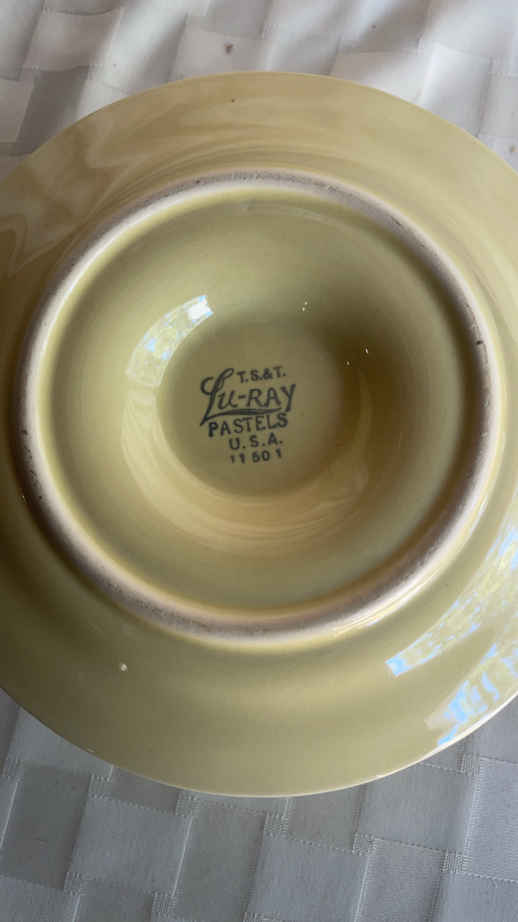 T.S.&T.
Lu-RAY
PASTELS
U.S.A.
11501